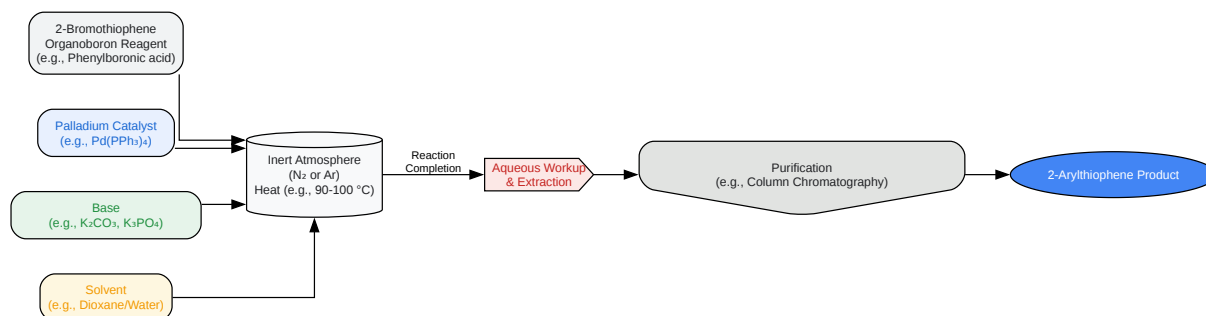 2-Bromothiophene
Organoboron Reagent
(e.g., Phenylboronic acid)
Palladium Catalyst
(e.g., Pd(PPh₃)₄)
Base
(e.g., K₂CO₃, K₃PO₄)
Solvent
(e.g., Dioxane/Water)
Inert Atmosphere
(N₂ or Ar)
Heat (e.g., 90-100 °C)
Reaction
Completion
Aqueous Workup
& Extraction
Purification
(e.g., Column Chromatography)
2-Arylthiophene Product